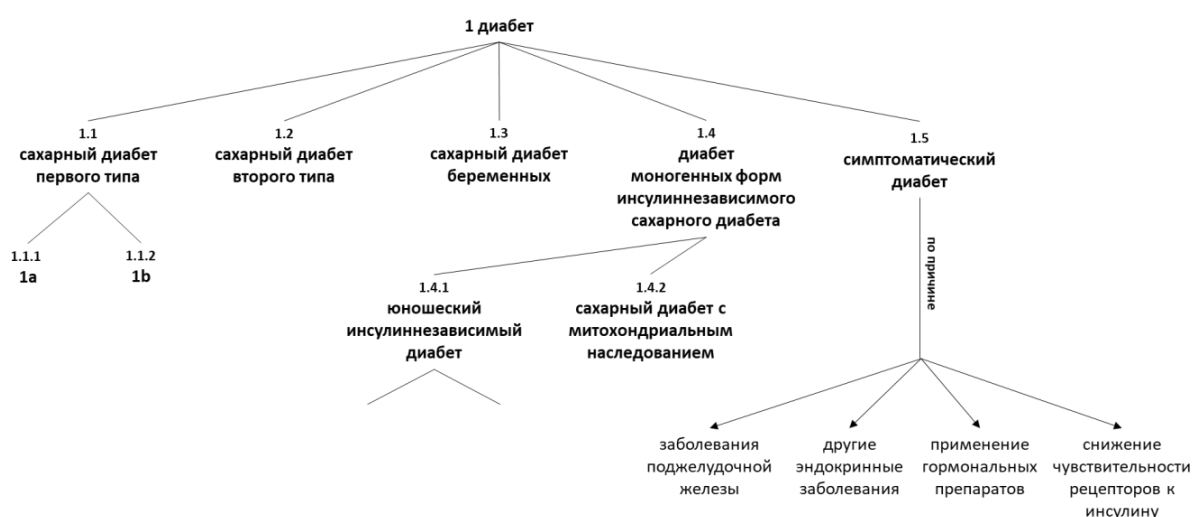 1 диабет
1.1
сахарный диабет
первого типа
1.2
сахарный диабет
второго типа
1.3
сахарный диабет
беременных
1.4
диабет
моногенных форм
инсулиннезависимого
сахарного диабета
1.5
симптоматический
диабет
1.1.1
1a
1.1.2
1b
1.4.1
юношеский
инсулиннезависимый
диабет
1.4.2
сахарный диабет с
митохондриальным
наследованием
по причине
заболевания
поджелудочной
железы
другие
эндокринные
заболевания
применение
гормональных
препаратов
снижение
чувствительности
рецепторов к
инсулину